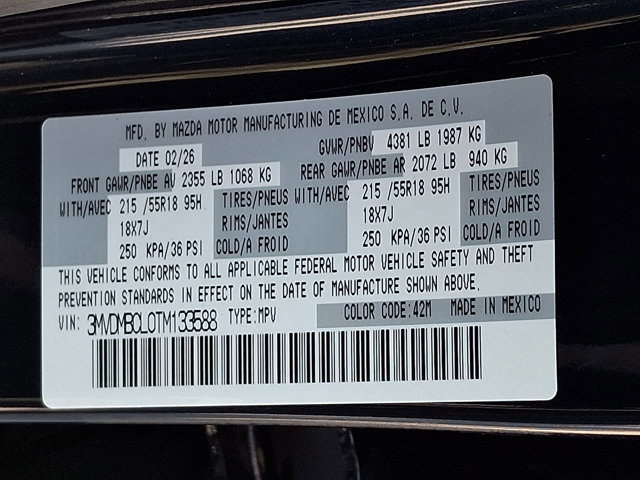 MFD. BY MAZDA MOTOR MANUFACTURING DE MEXICO S.A. DE C.V.
DATE 02/26 GVWR/PNBV 4381 LB 1987 KG
FRONT GAWR/PNBE AV 2355 LB 1068 KG REAR GAWR/PNBE AR 2072 LB 940 KG
WITH/AVEC 215 /55R18 95H TIRES/PNEUS WITH/AVEC 215 /55R18 95H TIRES/PNEUS
18X7J RIMS/JANTES 18X7J RIMS/JANTES
250 KPA/36 PSI COLD/A FROID 250 KPA/36 PSI COLD/A FROID
THIS VEHICLE CONFORMS TO ALL APPLICABLE FEDERAL MOTOR VEHICLE SAFETY AND THEFT
PREVENTION STANDARDS IN EFFECT ON THE DATE OF MANUFACTURE SHOWN ABOVE.
VIN: 3MVDMBCL0TM133588 TYPE:MPV COLOR CODE:42M MADE IN MEXICO